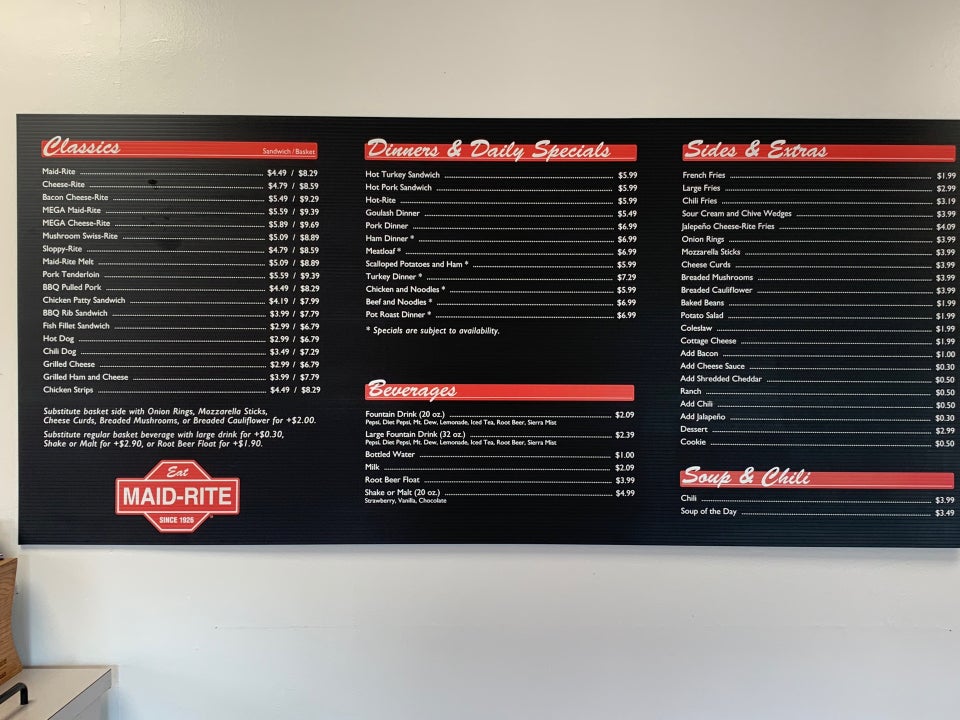 Classics Sandwich / Basket
Maid-Rite $4.49 / $8.29
Cheese-Rite $4.79 / $8.59
Bacon Cheese-Rite $5.49 / $9.29
MEGA Maid-Rite $5.59 / $9.39
MEGA Cheese-Rite $5.89 / $9.69
Mushroom Swiss-Rite $5.09 / $8.89
Sloppy-Rite $4.79 / $8.59
Maid-Rite Melt $5.09 / $8.89
Pork Tenderloin $5.59 / $9.39
BBQ Pulled Pork $4.49 / $8.29
Chicken Patty Sandwich $4.19 / $7.99
BBQ Rib Sandwich $3.99 / $7.79
Fish Fillet Sandwich $2.99 / $6.79
Hot Dog $2.99 / $6.79
Chili Dog $3.49 / $7.29
Grilled Cheese $2.99 / $6.79
Grilled Ham and Cheese $3.99 / $7.79
Chicken Strips $4.49 / $8.29
Substitute basket side with Onion Rings, Mozzarella Sticks,
Cheese Curds, Breaded Mushrooms, or Breaded Cauliflower for +$2.00.
Substitute regular basket beverage with large drink for +$0.30,
Shake or Malt for +$2.90, or Root Beer Float for +$1.90.
Eat
MAID-RITE
SINCE 1926
Dinners & Daily Specials
Hot Turkey Sandwich $5.99
Hot Pork Sandwich $5.99
Hot-Rite $5.99
Goulash Dinner $5.49
Pork Dinner $6.99
Ham Dinner * $6.99
Meatloaf * $6.99
Scalloped Potatoes and Ham * $5.99
Turkey Dinner * $7.29
Chicken and Noodles * $5.99
Beef and Noodles * $6.99
Pot Roast Dinner * $6.99
* Specials are subject to availability.
Beverages
Fountain Drink (20 oz.) $2.09
Pepsi, Diet Pepsi, Mt. Dew, Lemonade, Iced Tea, Root Beer, Sierra Mist
Large Fountain Drink (32 oz.) $2.39
Pepsi, Diet Pepsi, Mt. Dew, Lemonade, Iced Tea, Root Beer, Sierra Mist
Bottled Water $1.00
Milk $2.09
Root Beer Float $3.99
Shake or Malt (20 oz.) $4.99
Strawberry, Vanilla, Chocolate
Sides & Extras
French Fries $1.99
Large Fries $2.99
Chili Fries $3.19
Sour Cream and Chive Wedges $3.99
Jalapeño Cheese-Rite Fries $4.09
Onion Rings $3.99
Mozzarella Sticks $3.99
Cheese Curds $3.99
Breaded Mushrooms $3.99
Breaded Cauliflower $3.99
Baked Beans $1.99
Potato Salad $1.99
Coleslaw $1.99
Cottage Cheese $1.99
Add Bacon $1.00
Add Cheese Sauce $0.30
Add Shredded Cheddar $0.50
Ranch $0.50
Add Chili $0.50
Add Jalapeño $0.30
Dessert $2.99
Cookie $0.50
Soup & Chili
Chili $3.99
Soup of the Day $3.49